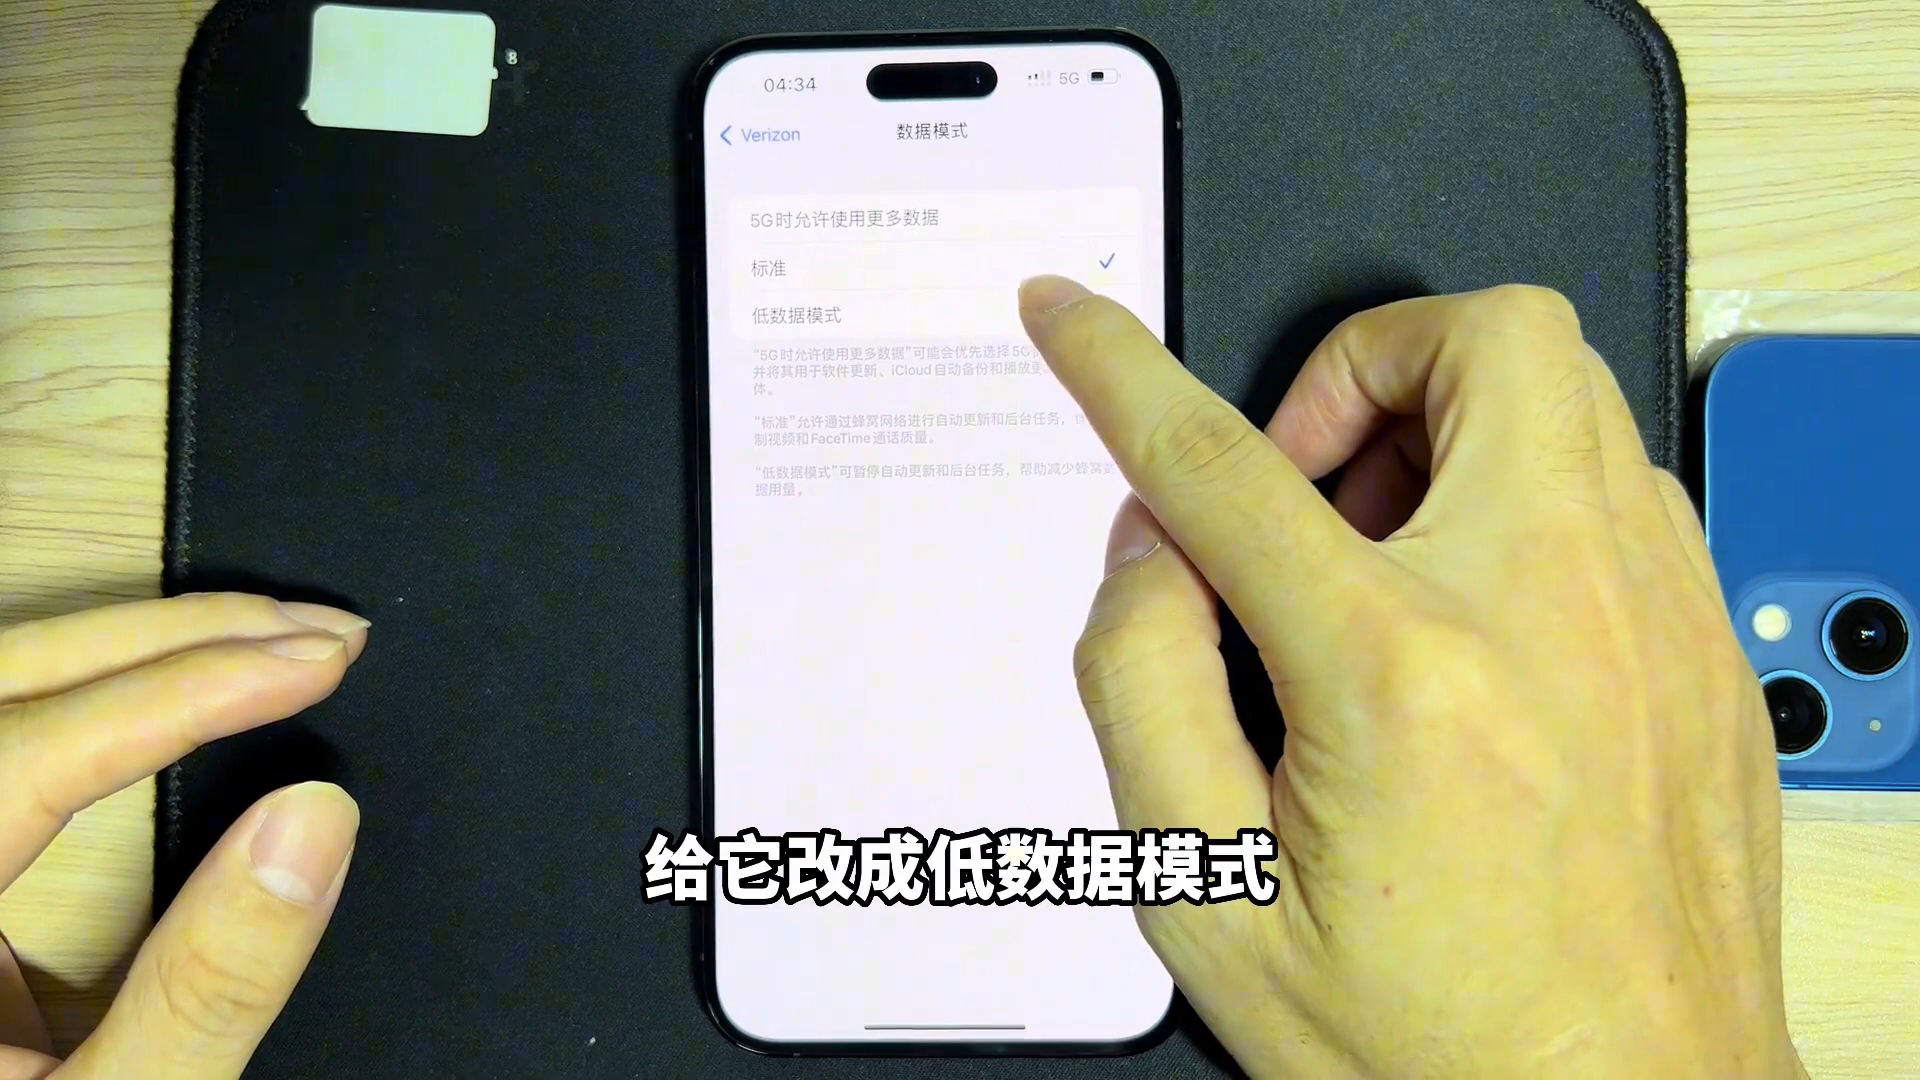 04:34
5G
Verizon
数据模式
5G时允许使用更多数据
标准
低数据模式
“5G时允许使用更多数据”可能会优先选择5G
并将其用于软件更新、iCloud自动备份和播放更
体。
“标准”允许通过蜂窝网络进行自动更新和后台任务，
制视频和FaceTime通话质量。
“低数据模式”可暂停自动更新和后台任务，帮助减少蜂窝
据用量。
给它改成低数据模式